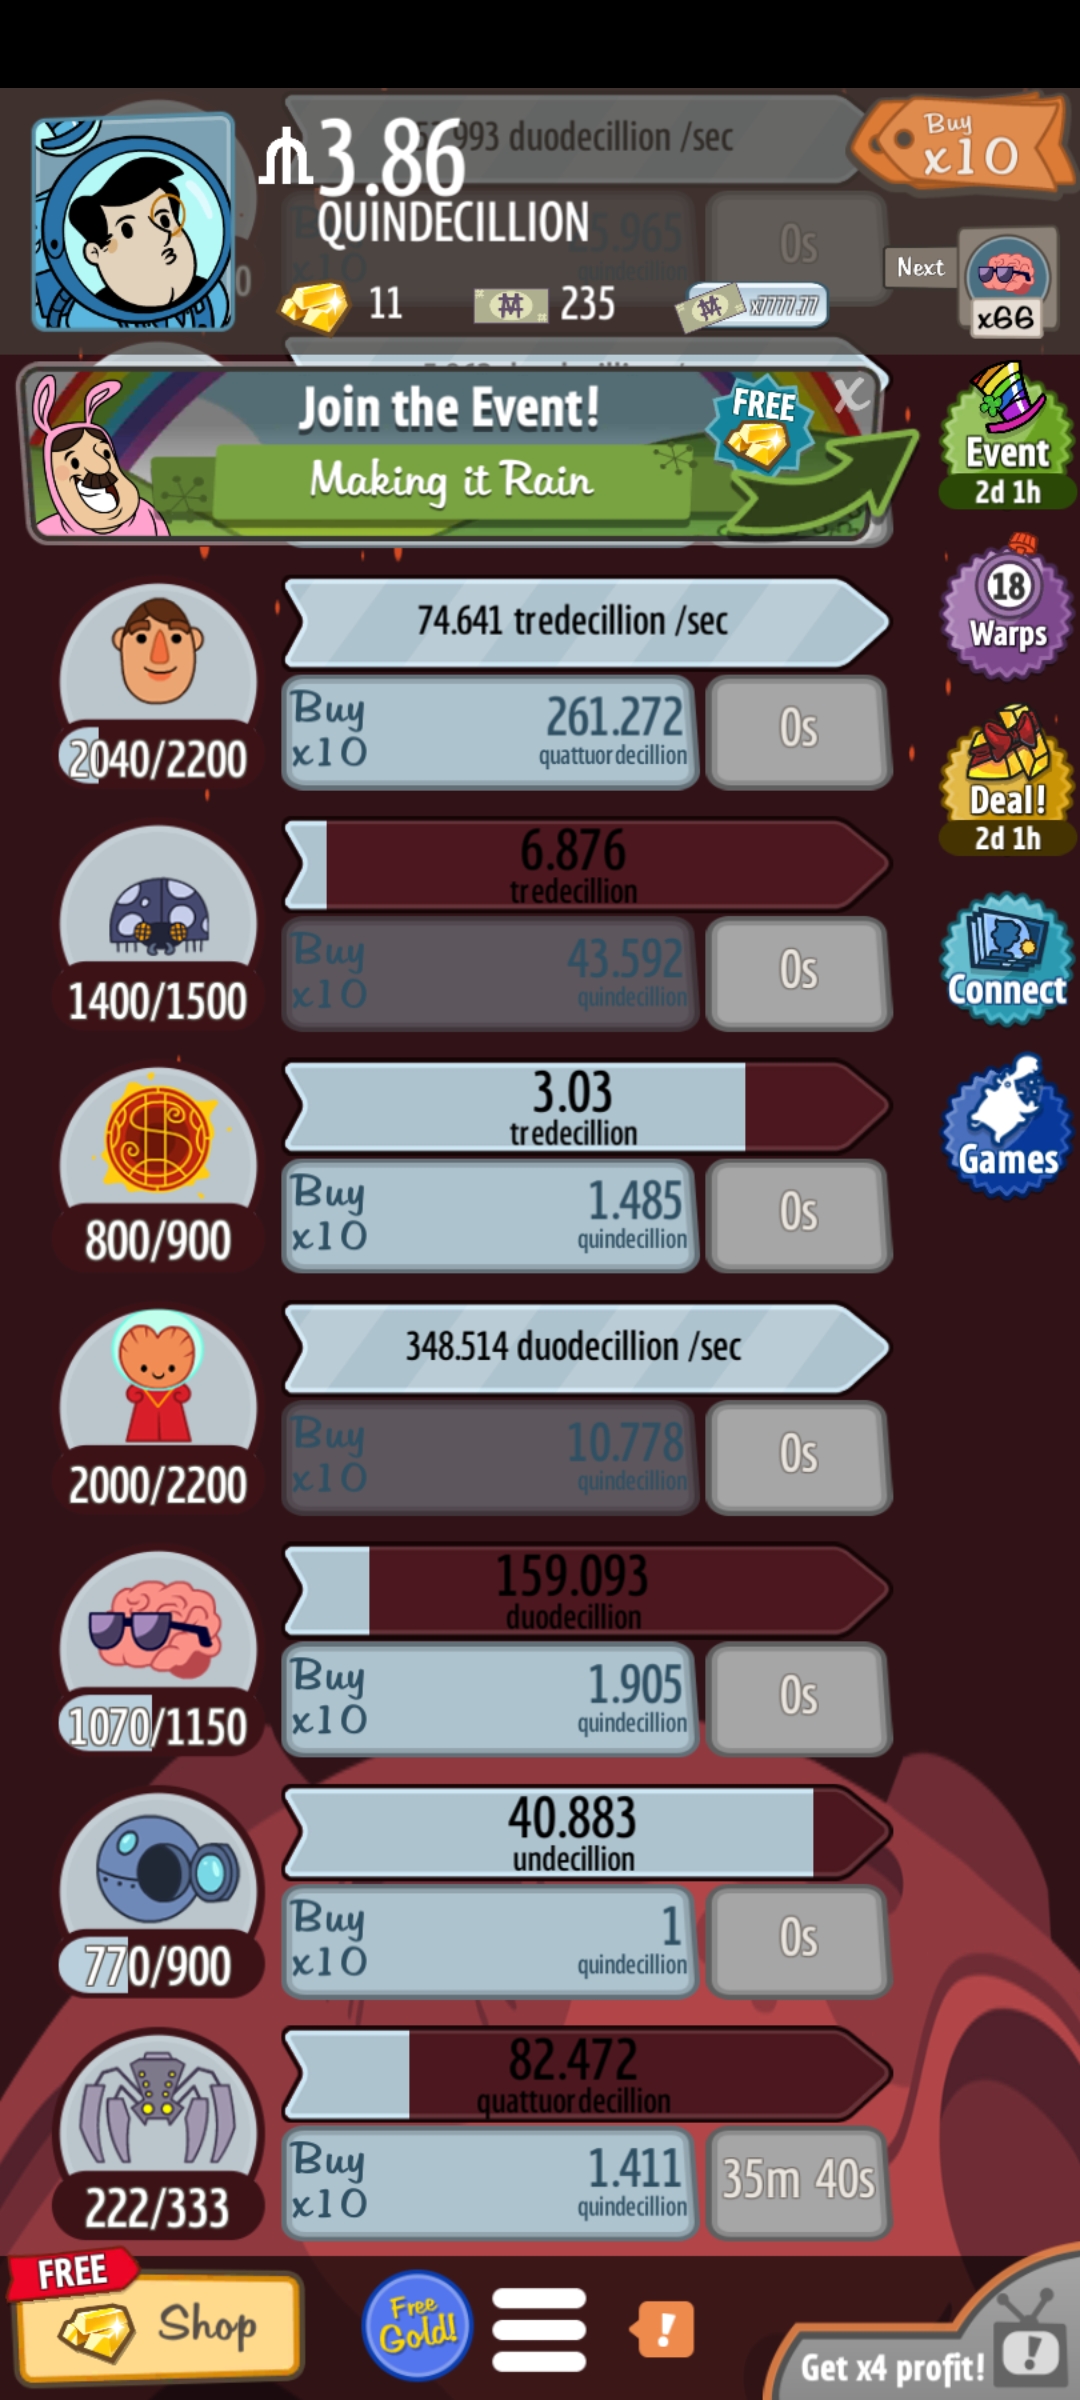 993 duodecillion /sec
3.86
QUINDECILLION
Buy
x10
5.965
quindecillion
0s
Buy
x10
11
235
x7777.77
Next
x66
Join the Event!
Making it Rain
FREE
X
Event
2d 1h
74.641 tredecillion /sec
Buy
x10
261.272
quattuordecillion
0s
2040/2200
18
Warps
6.876
tredecillion
Buy
x10
43.592
quindecillion
0s
1400/1500
Deal!
2d 1h
Connect
3.03
tredecillion
Buy
x10
1.485
quindecillion
0s
800/900
Games
348.514 duodecillion /sec
Buy
x10
10.778
quindecillion
0s
2000/2200
159.093
duodecillion
Buy
x10
1.905
quindecillion
0s
1070/1150
40.883
undecillion
Buy
x10
1
quindecillion
0s
770/900
82.472
quattuordecillion
Buy
x10
1.411
quindecillion
35m 40s
222/333
FREE
Shop
Free
Gold!
!
Get x4 profit!
!